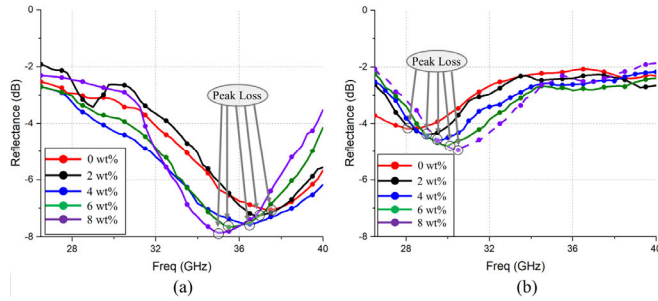 0
-2
-4
-6
-8
Reflectance (dB)
Peak Loss
0 wt%
2 wt%
4 wt%
6 wt%
8 wt%
28
32
36
40
Freq (GHz)
(a)
0
-2
-4
-6
-8
Reflectance (dB)
Peak Loss
0 wt%
2 wt%
4 wt%
6 wt%
8 wt%
28
32
36
40
Freq (GHz)
(b)